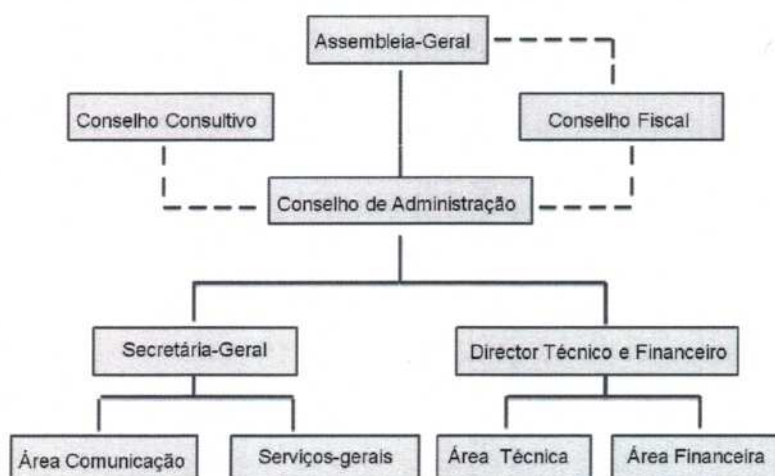 Assembleia-Geral
Conselho Consultivo
Conselho Fiscal
Conselho de Administração
Secretária-Geral
Director Técnico e Financeiro
Área Comunicação
Serviços-gerais
Área Técnica
Área Financeira